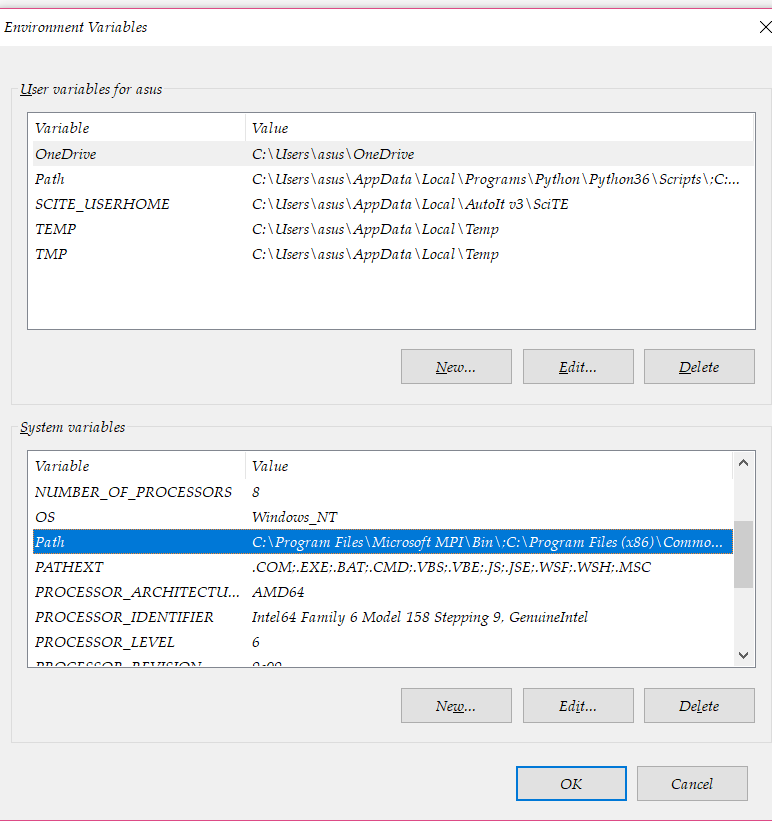 Environment Variables
User variables for asus
Variable Value
OneDrive C:\Users\asus\OneDrive
Path C:\Users\asus\AppData\Local\Programs\Python\Python36\Scripts\;C:...
SCITE_USERHOME C:\Users\asus\AppData\Local\AutoIt v3\SciTE
TEMP C:\Users\asus\AppData\Local\Temp
TMP C:\Users\asus\AppData\Local\Temp
New... Edit... Delete
System variables
Variable Value
NUMBER_OF_PROCESSORS 8
OS Windows_NT
Path C:\Program Files\Microsoft MPI\Bin\;C:\Program Files (x86)\Commo...
PATHEXT .COM;.EXE;.BAT;.CMD;.VBS;.VBE;.JS;.JSE;.WSF;.WSH;.MSC
PROCESSOR_ARCHITECTU... AMD64
PROCESSOR_IDENTIFIER Intel64 Family 6 Model 158 Stepping 9, GenuineIntel
PROCESSOR_LEVEL 6
PROCESSOR_REVISION
New... Edit... Delete
OK Cancel